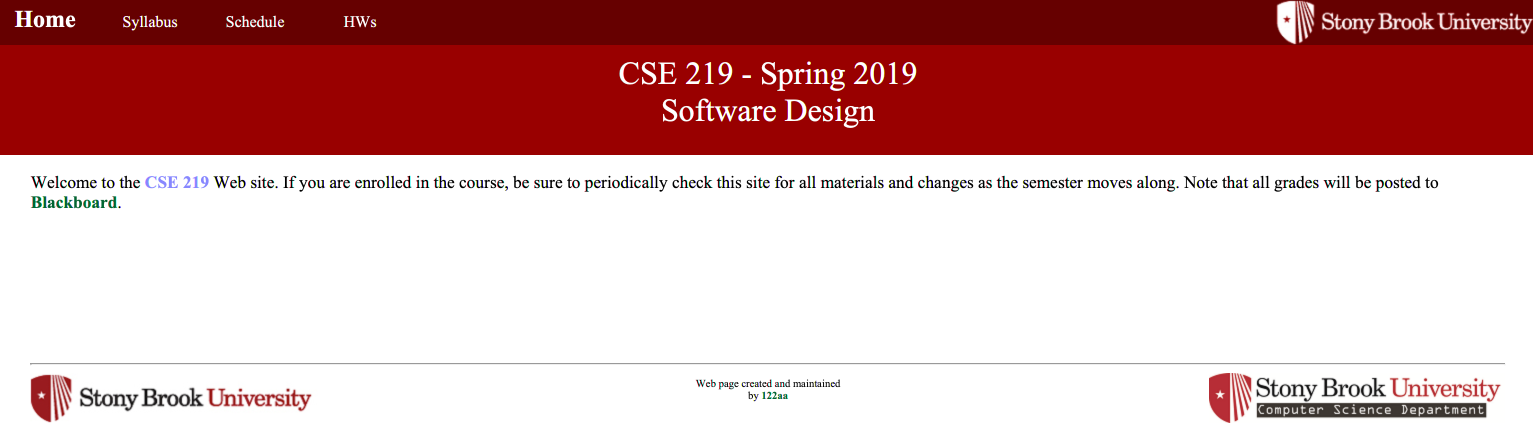 Home Syllabus Schedule HWs Stony Brook University
CSE 219 - Spring 2019
Software Design
Welcome to the CSE 219 Web site. If you are enrolled in the course, be sure to periodically check this site for all materials and changes as the semester moves along. Note that all grades will be posted to
Blackboard.
Stony Brook University
Web page created and maintained
by 122aa
Stony Brook University
Computer Science Department